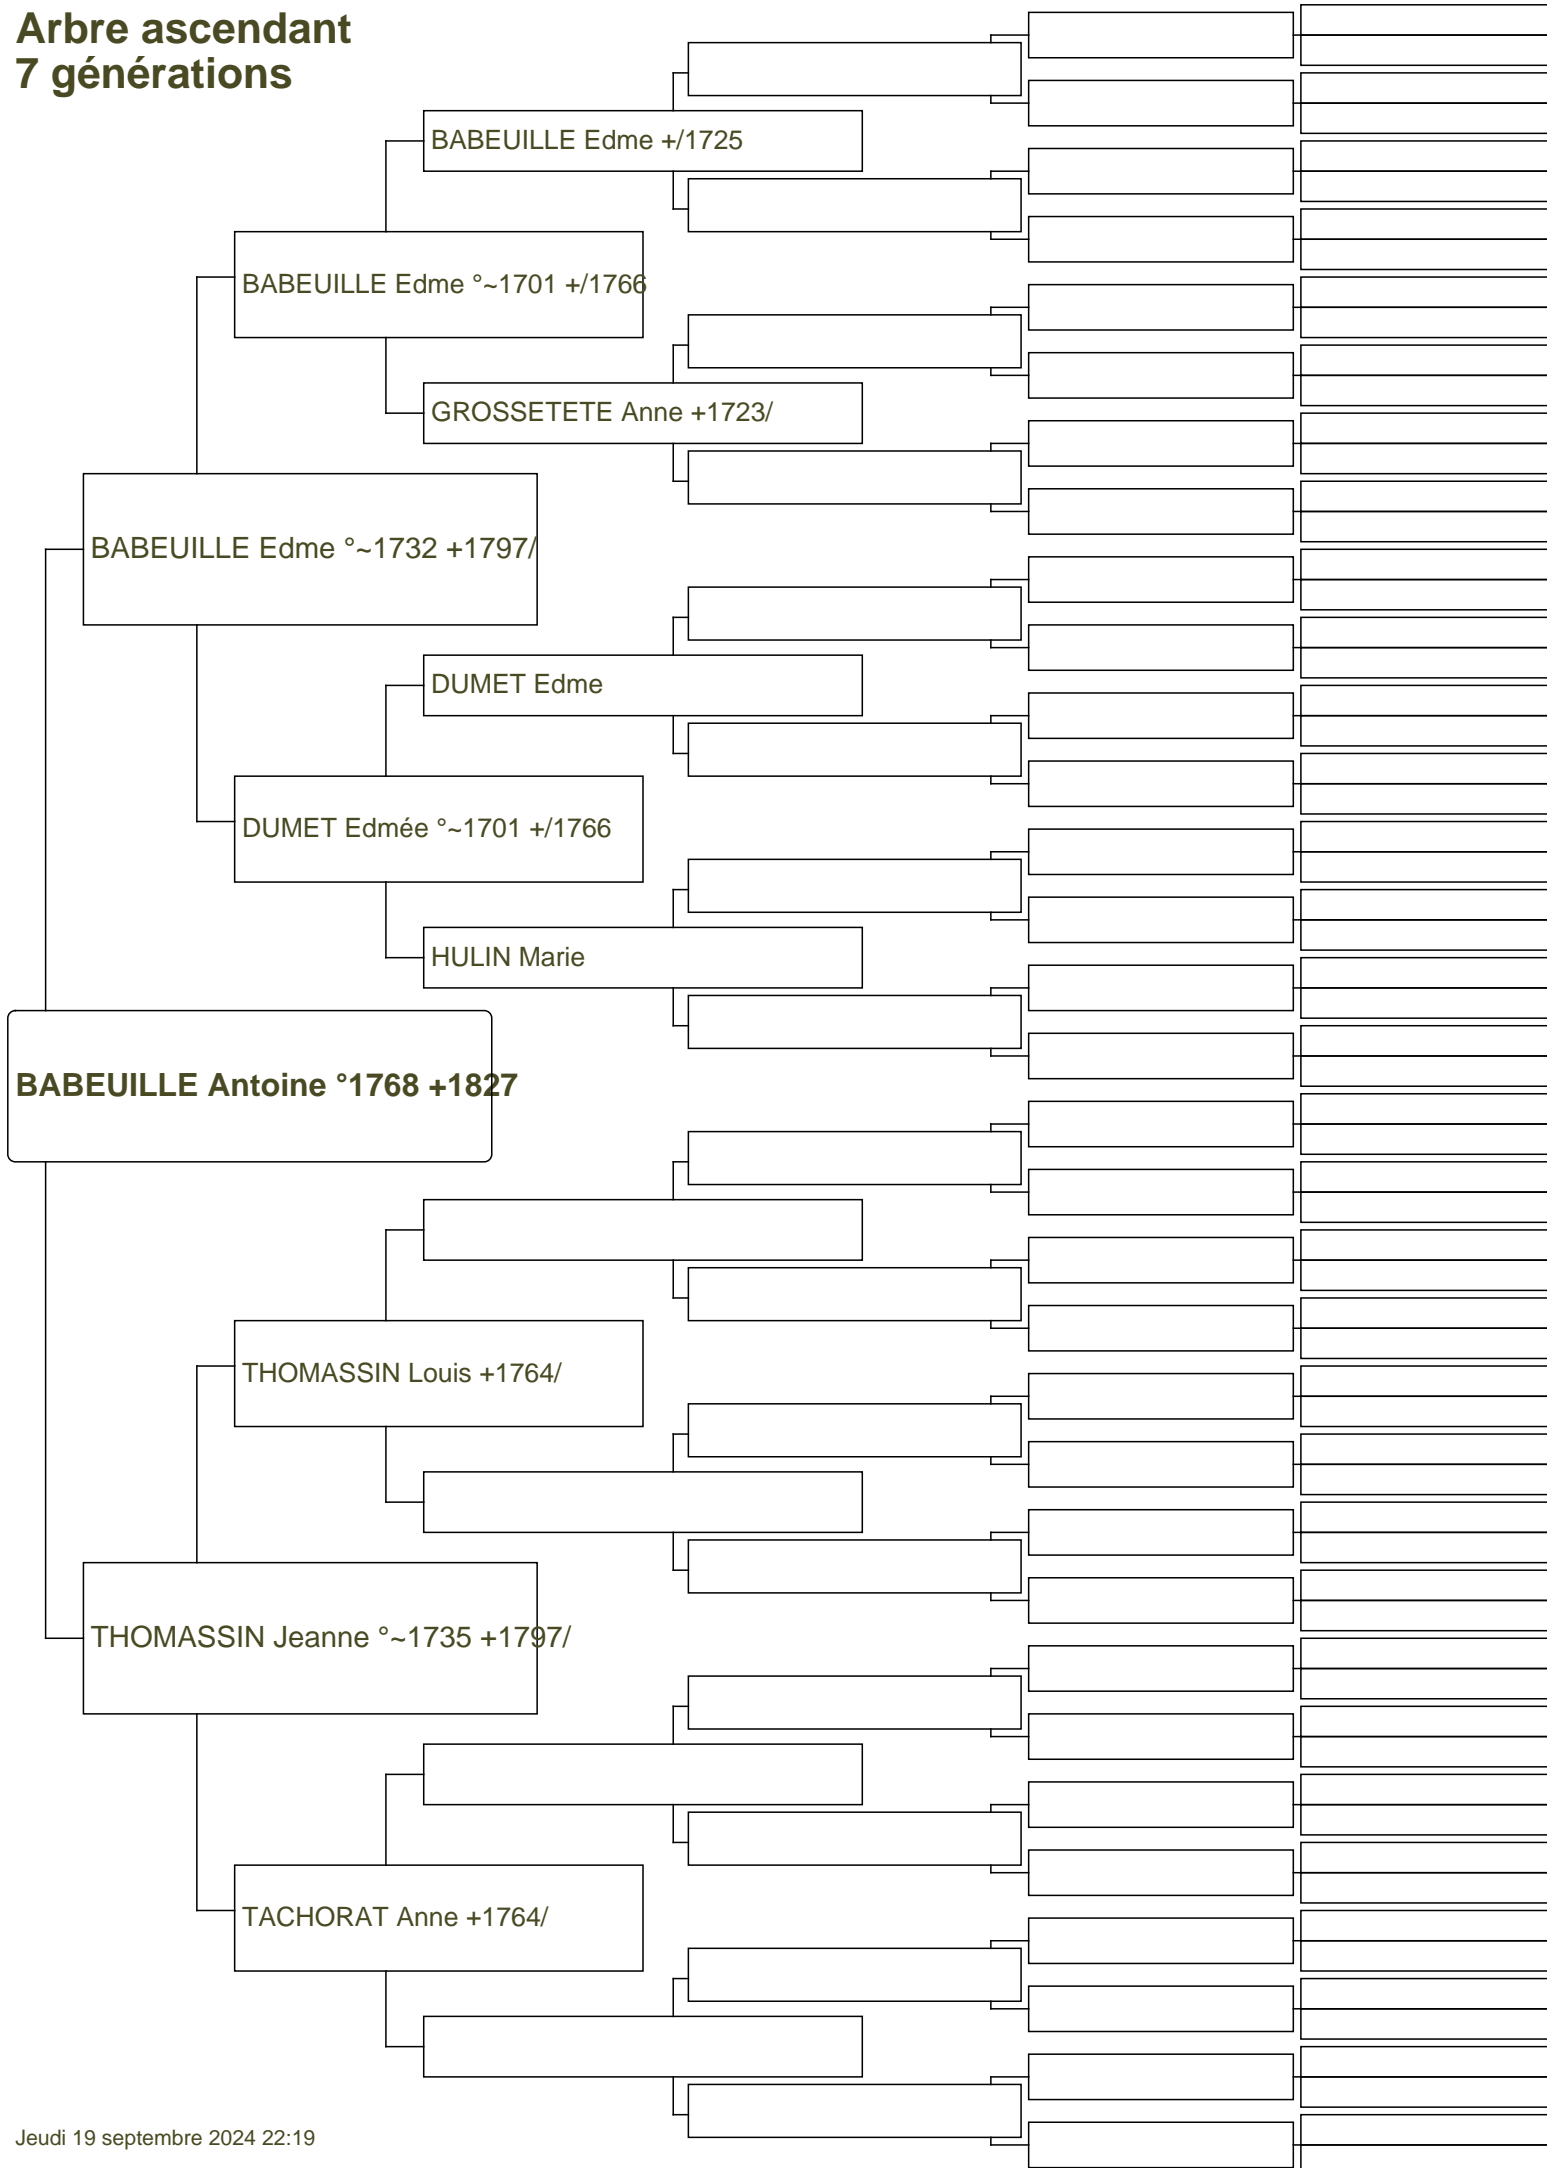 Arbre ascendant
7 générations
BABEUILLE Edme +/1725
BABEUILLE Edme °~1701 +/1766
GROSSETETE Anne +1723/
BABEUILLE Edme °~1732 +1797/
DUMET Edme
DUMET Edmée °~1701 +/1766
HULIN Marie
BABEUILLE Antoine °1768 +1827
THOMASSIN Louis +1764/
THOMASSIN Jeanne °~1735 +1797/
TACHORAT Anne +1764/
Jeudi 19 septembre 2024 22:19